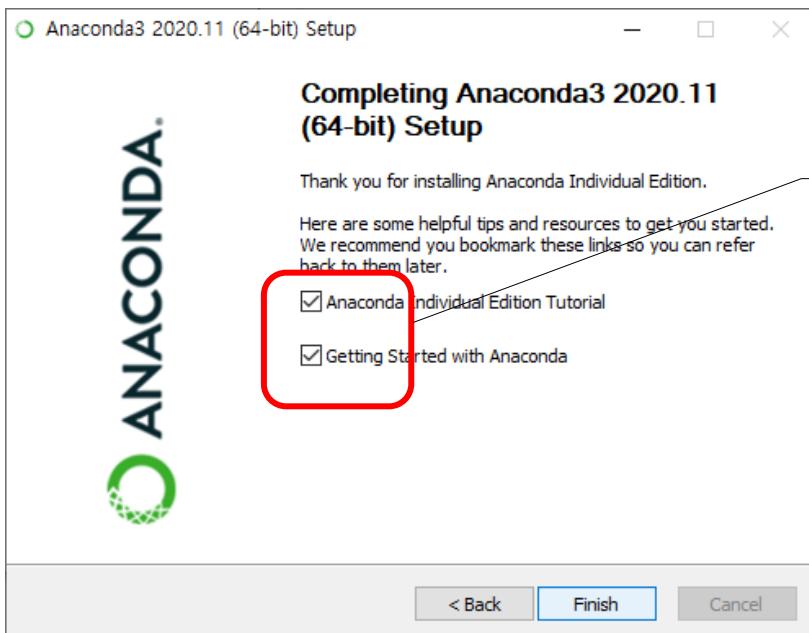 Anaconda3 2020.11 (64-bit) Setup
Completing Anaconda3 2020.11
(64-bit) Setup
Thank you for installing Anaconda Individual Edition.
Here are some helpful tips and resources to get you started.
We recommend you bookmark these links so you can refer
back to them later.
Anaconda Individual Edition Tutorial
Getting Started with Anaconda
ANACONDA.
< Back
Finish
Cancel